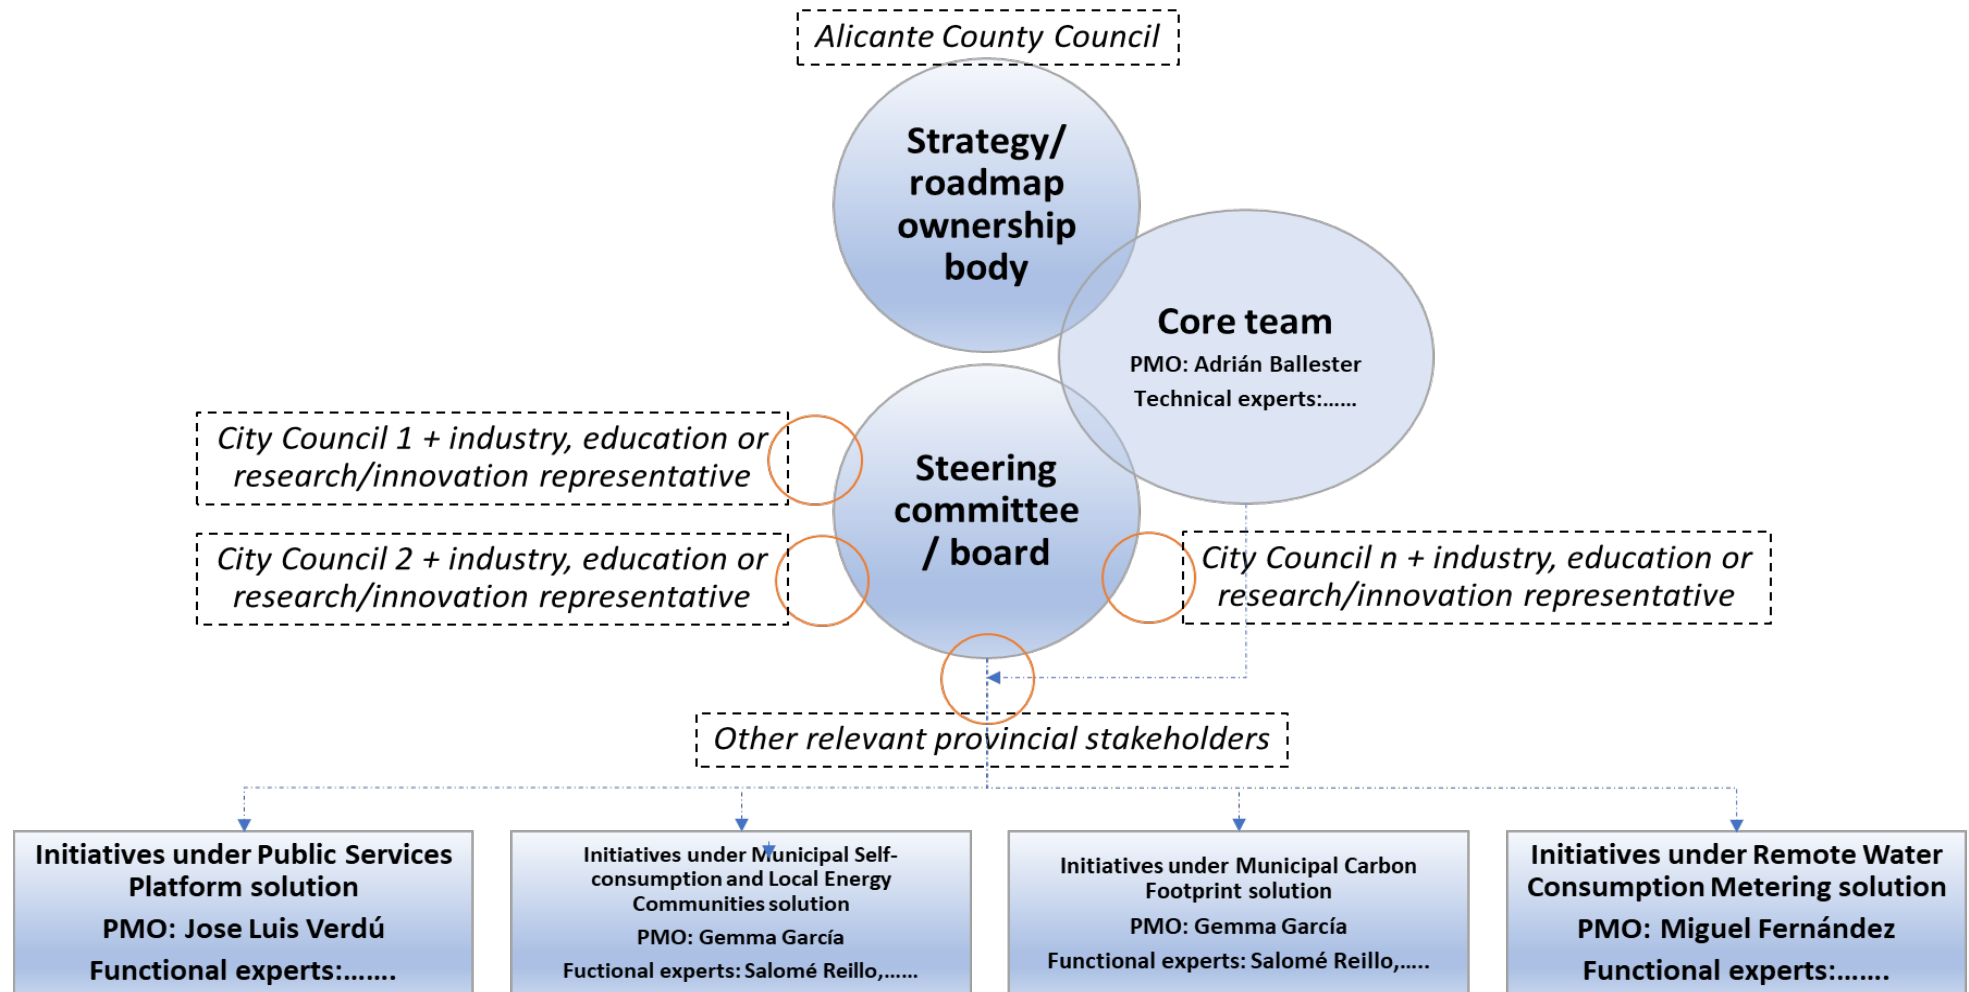 Alicante County Council
Strategy/
roadmap
ownership
body
Core team
PMO: Adrián Ballester
Technical experts:......
City Council 1 + industry, education or
research/innovation representative
Steering
committee
/ board
City Council 2 + industry, education or
research/innovation representative
City Council n + industry, education or
research/innovation representative
Other relevant provincial stakeholders
Initiatives under Public Services
Platform solution
PMO: Jose Luis Verdú
Functional experts:.......
Initiatives under Municipal Self-
consumption and Local Energy
Communities solution
PMO: Gemma García
Fuctional experts: Salomé Reillo,......
Initiatives under Municipal Carbon
Footprint solution
PMO: Gemma García
Functional experts: Salomé Reillo,.....
Initiatives under Remote Water
Consumption Metering solution
PMO: Miguel Fernández
Functional experts:.......